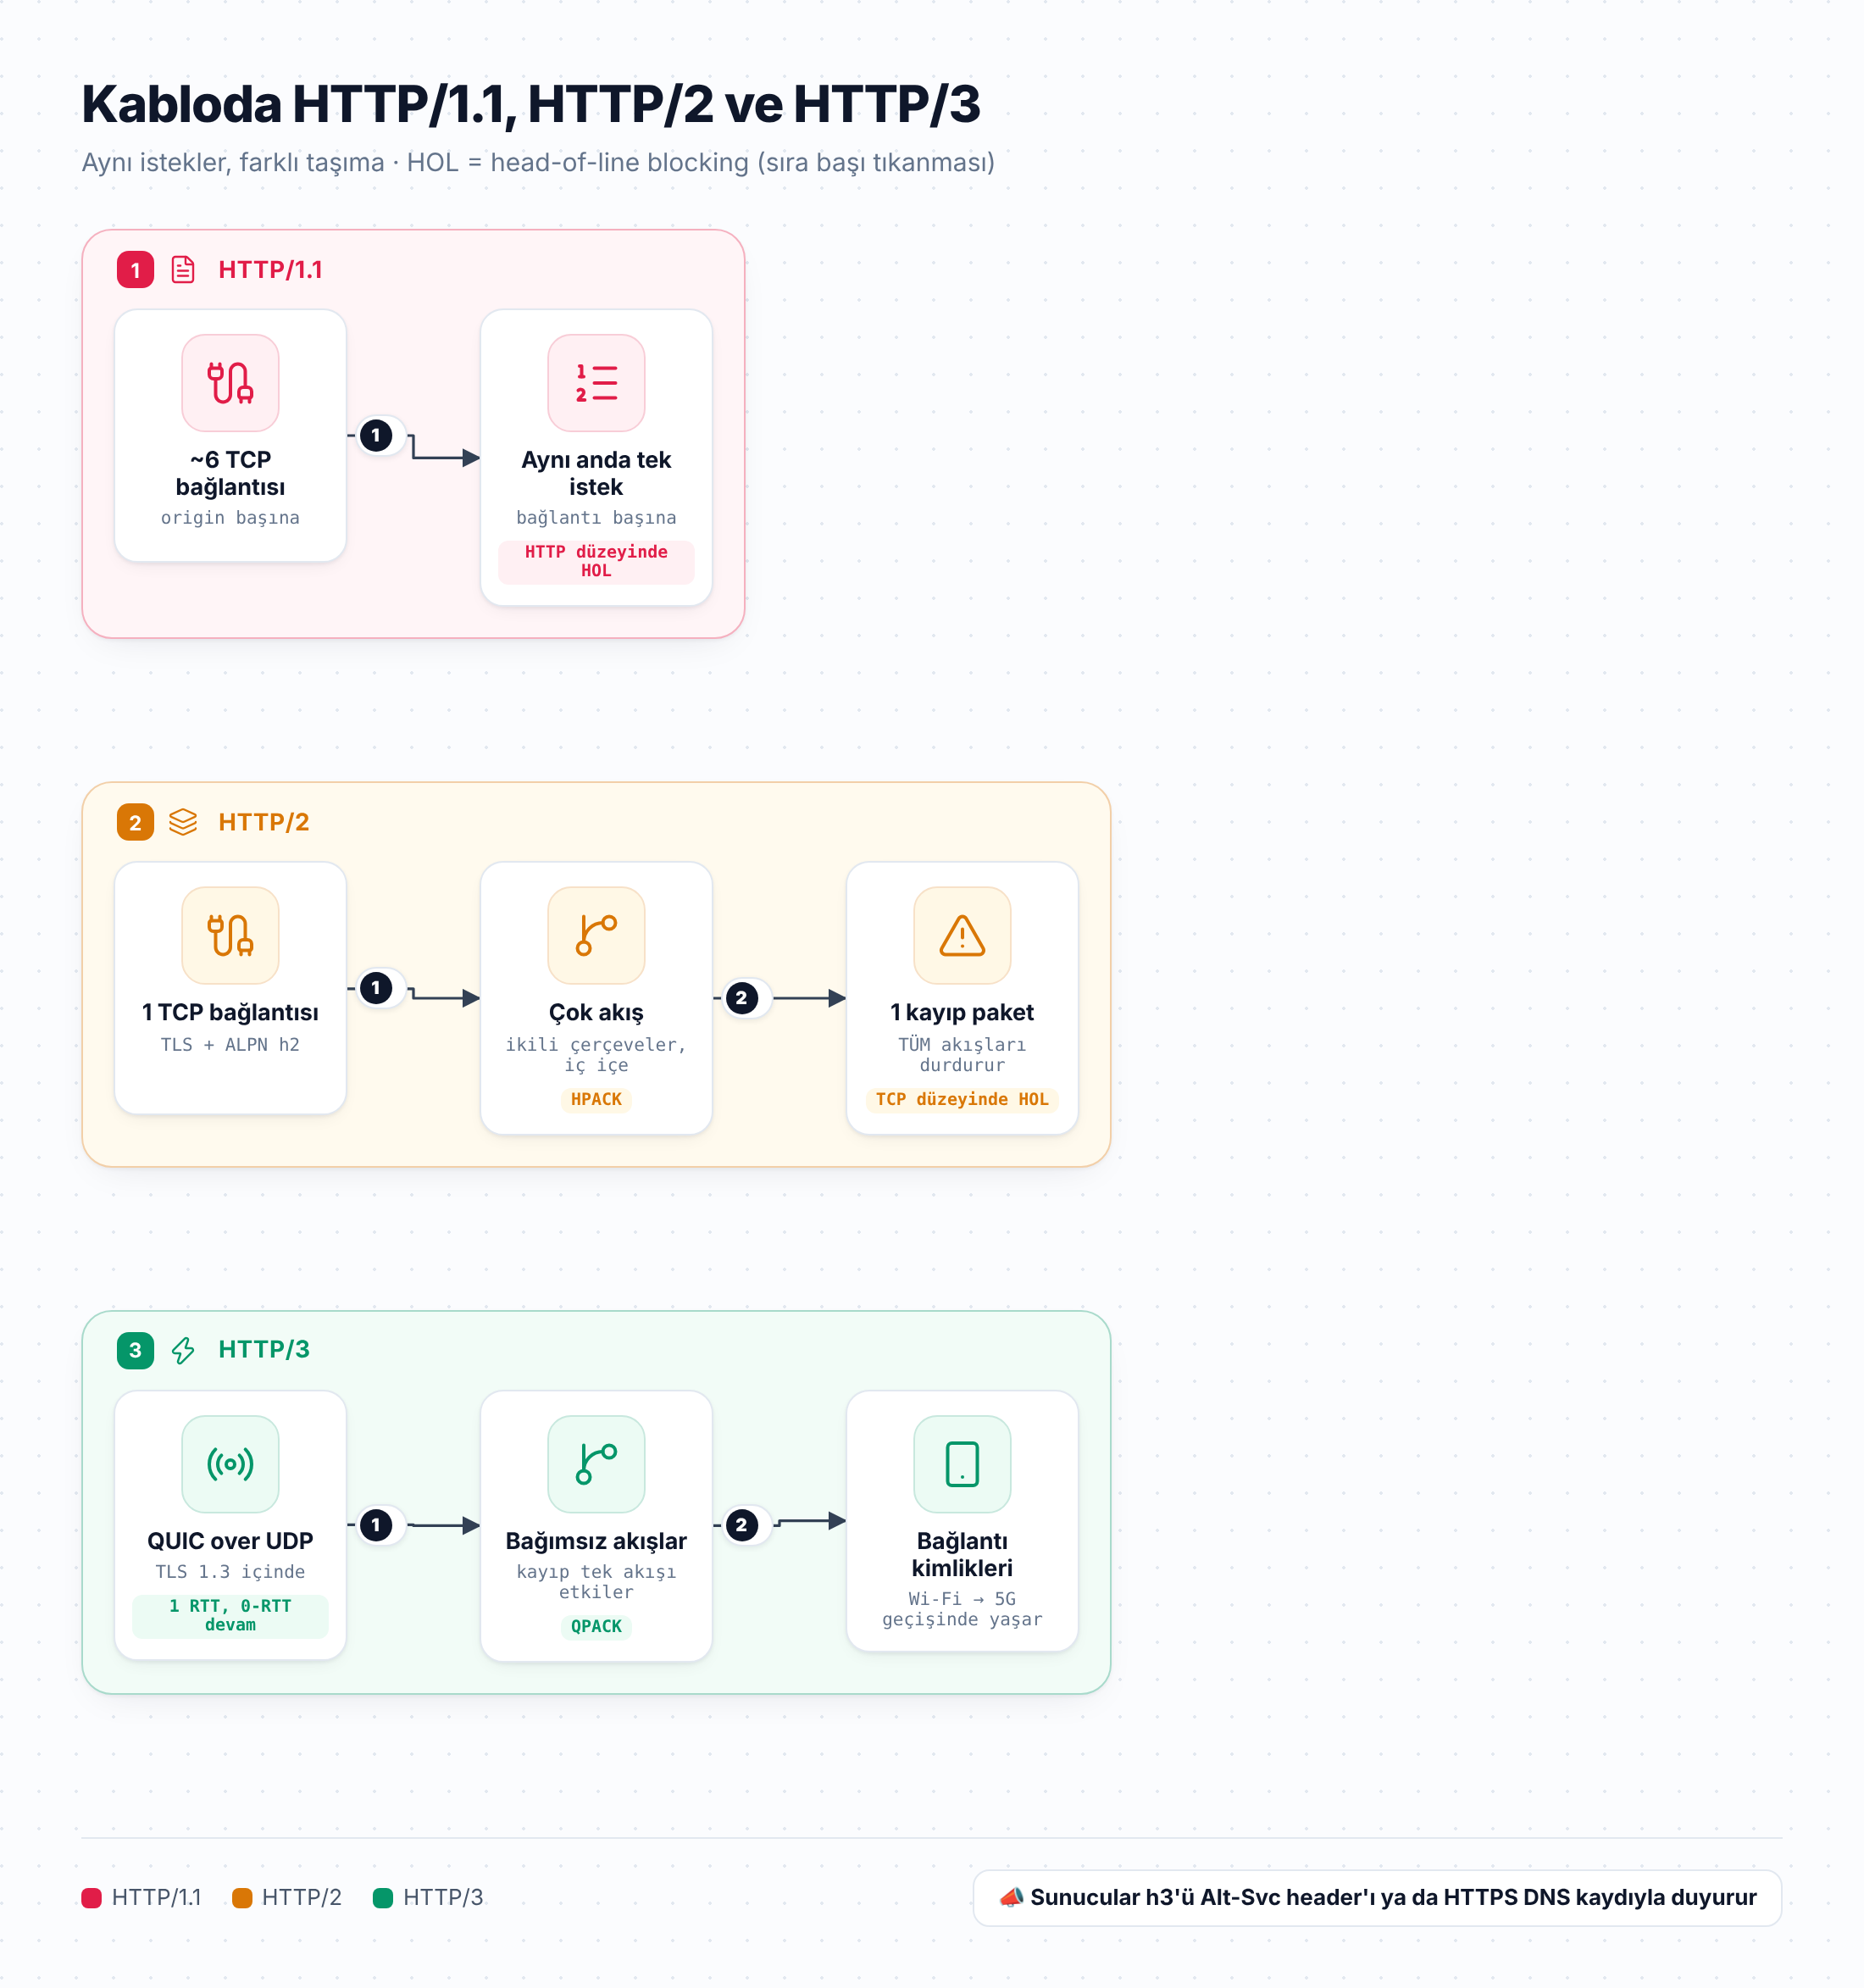 Kabloda HTTP/1.1, HTTP/2 ve HTTP/3
Aynı istekler, farklı taşıma · HOL = head-of-line blocking (sıra başı tıkanması)
1 HTTP/1.1
~6 TCP
bağlantısı
origin başına
1
Aynı anda tek
istek
bağlantı başına
HTTP düzeyinde
HOL
2 HTTP/2
1 TCP bağlantısı
TLS + ALPN h2
1
Çok akış
ikili çerçeveler,
iç içe
HPACK
2
1 kayıp paket
TÜM akışları
durdurur
TCP düzeyinde HOL
3 HTTP/3
QUIC over UDP
TLS 1.3 içinde
1 RTT, 0-RTT
devam
1
Bağımsız akışlar
kayıp tek akışı
etkiler
QPACK
2
Bağlantı
kimlikleri
Wi-Fi → 5G
geçişinde yaşar
HTTP/1.1 HTTP/2 HTTP/3
📣 Sunucular h3'ü Alt-Svc header'ı ya da HTTPS DNS kaydıyla duyurur